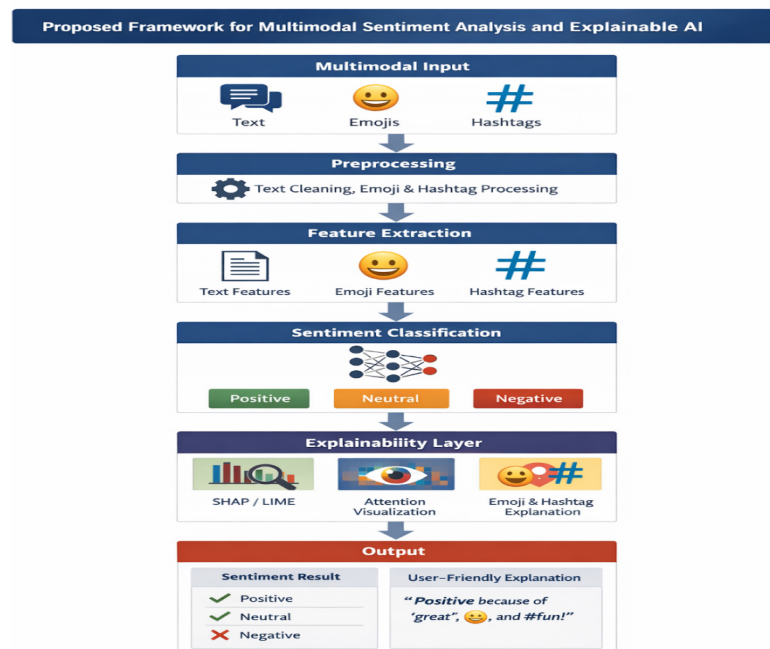 Proposed Framework for Multimodal Sentiment Analysis and Explainable AI
Multimodal Input
Text
Emojis
#
Hashtags
Preprocessing
Text Cleaning, Emoji & Hashtag Processing
Feature Extraction
#
Text Features
Emoji Features
Hashtag Features
Sentiment Classification
Positive
Neutral
Negative
Explainability Layer
#
SHAP / LIME
Attention
Visualization
Emoji & Hashtag
Explanation
Output
Sentiment Result
Positive
Neutral
Negative
User-Friendly Explanation
“Positive because of
‘great”, 😀, and #fun!”